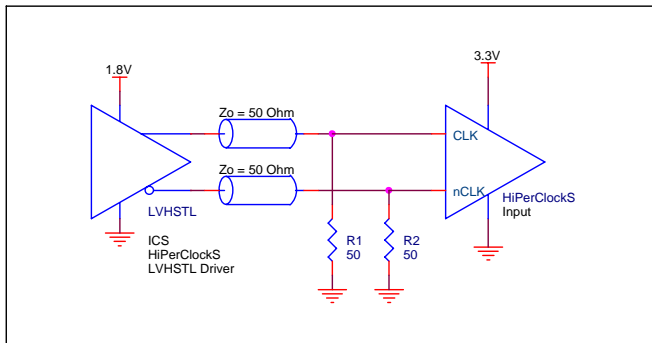 1.8V
3.3V
Zo = 50 Ohm
CLK
Zo = 50 Ohm
nCLK
LVHSTL
HiPerClockS
Input
ICS
HiPerClockS
LVHSTL Driver
R1
50
R2
50